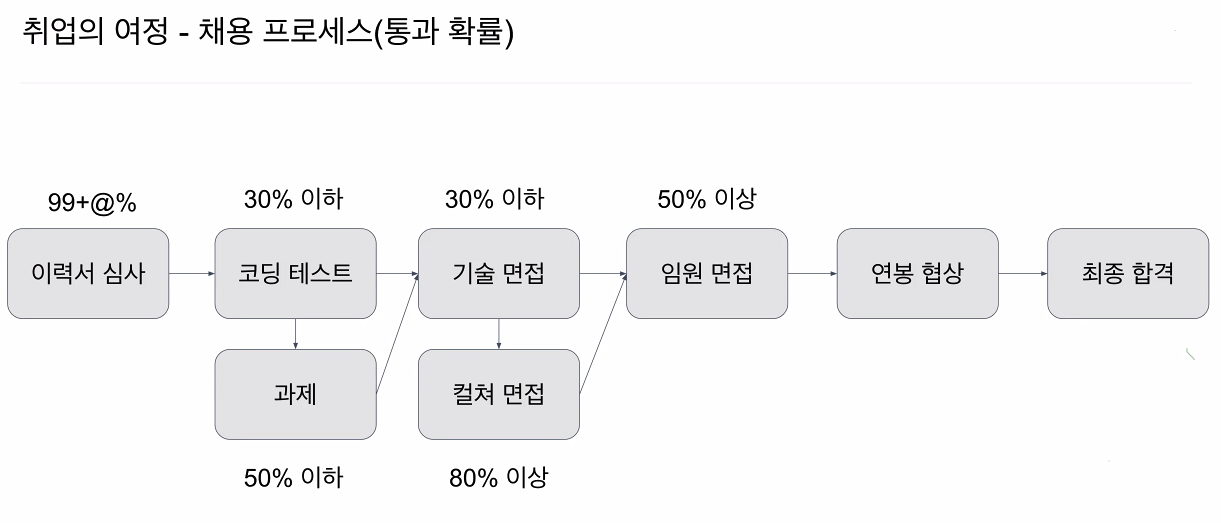 취업의 여정 - 채용 프로세스(통과 확률)
99+@% 30% 이하 30% 이하 50% 이상
이력서 심사 코딩 테스트 기술 면접 임원 면접 연봉 협상 최종 합격
과제 컬쳐 면접
50% 이하 80% 이상